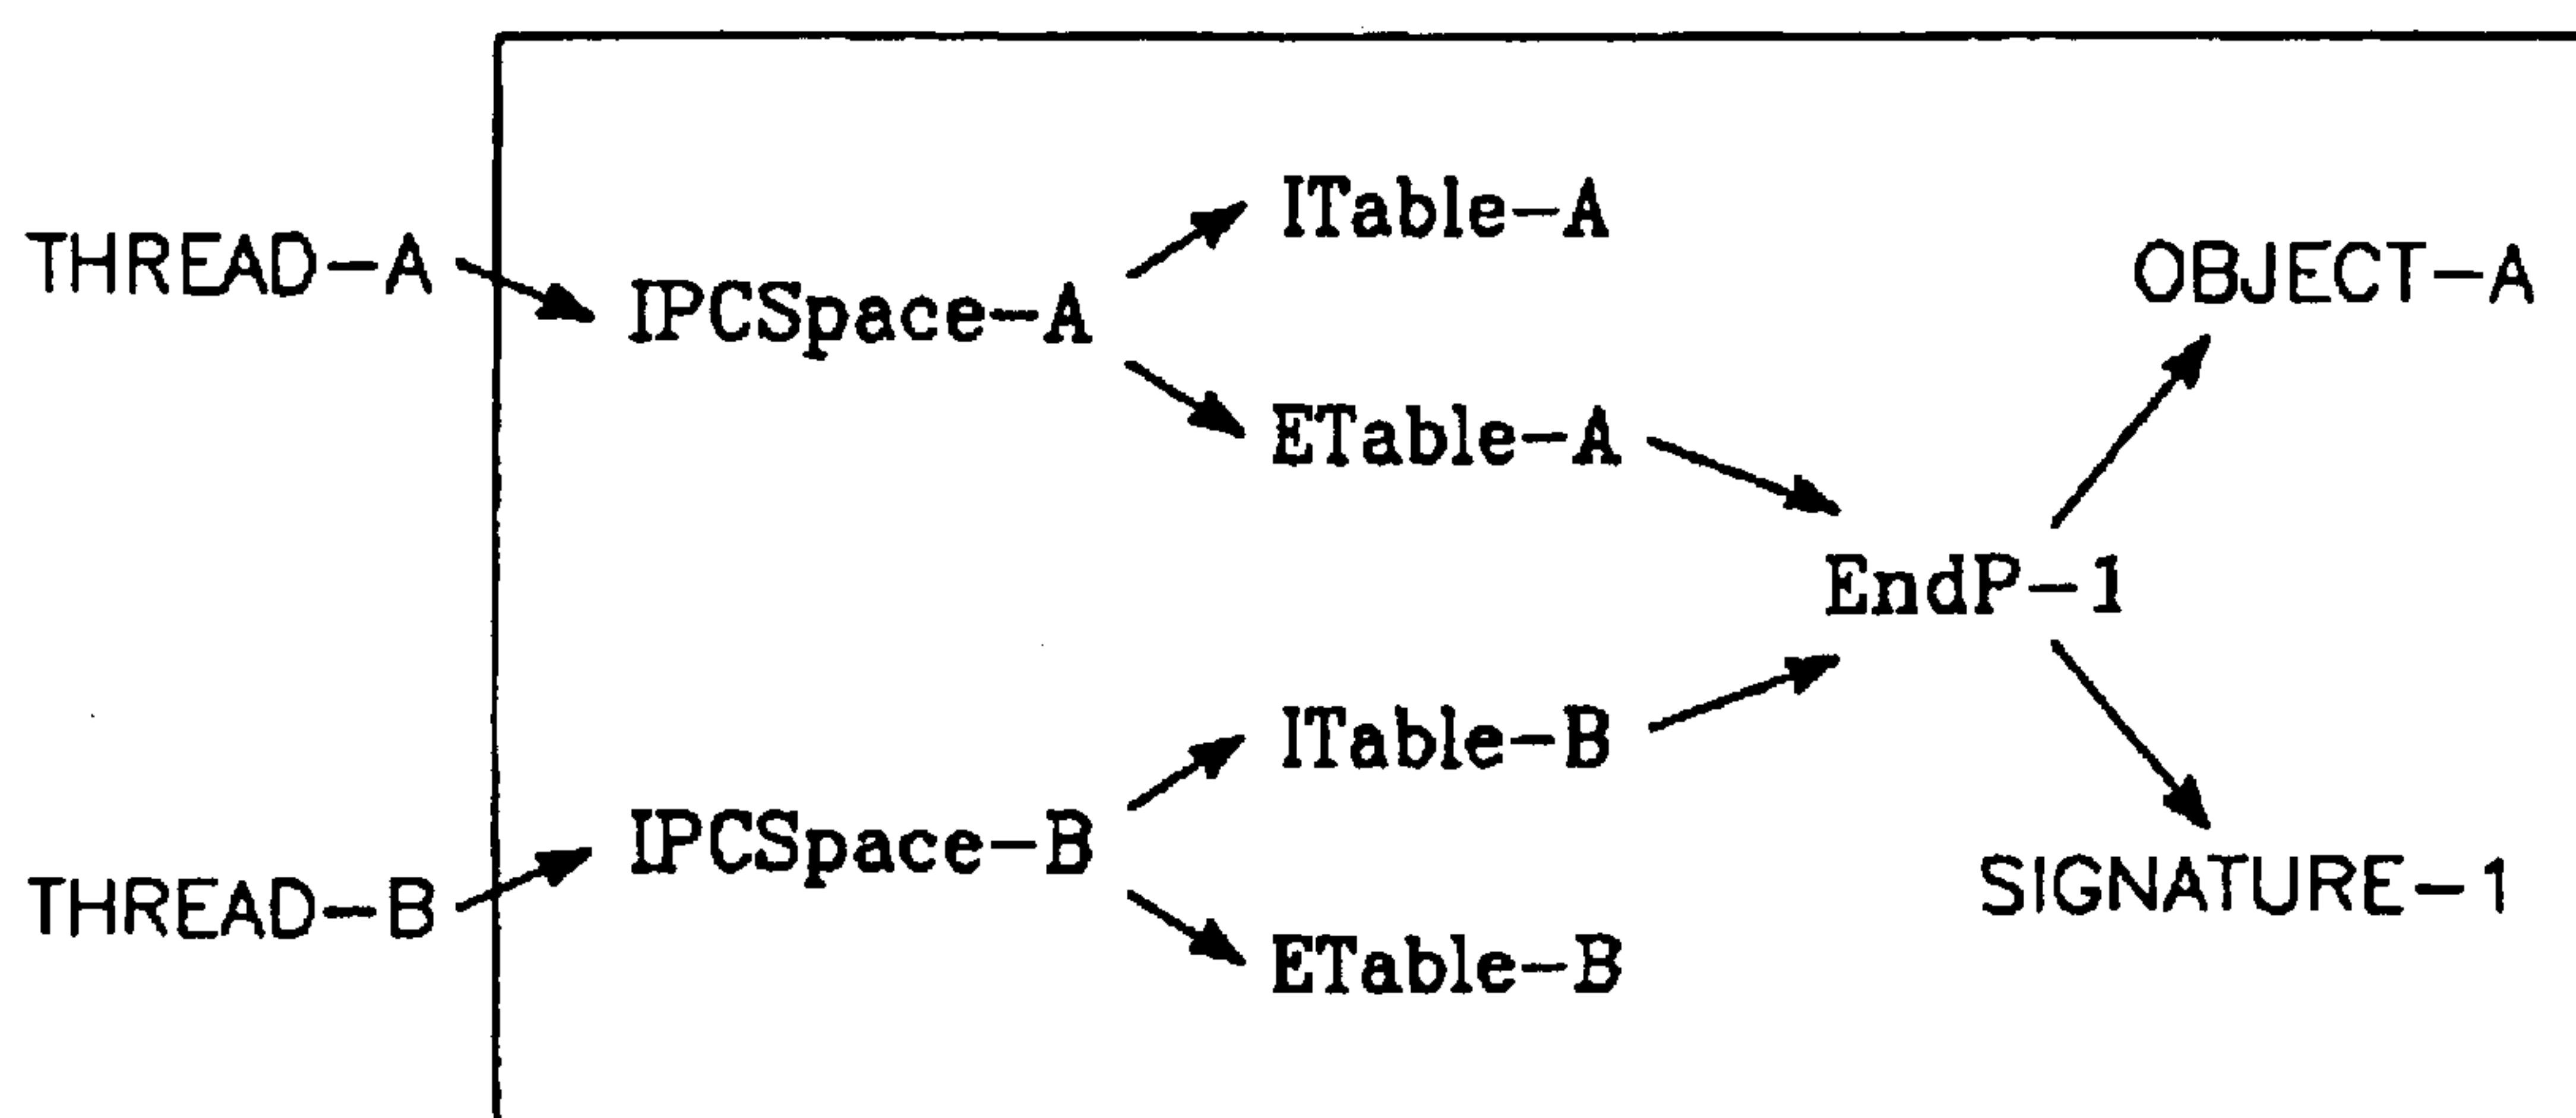 ITable-A
THREAD-A
OBJECT-A
IPCSpace-A
ETable-A
EndP-1
ITable-B
IPCSpace-B
THREAD-B
SIGNATURE-1
ETable-B